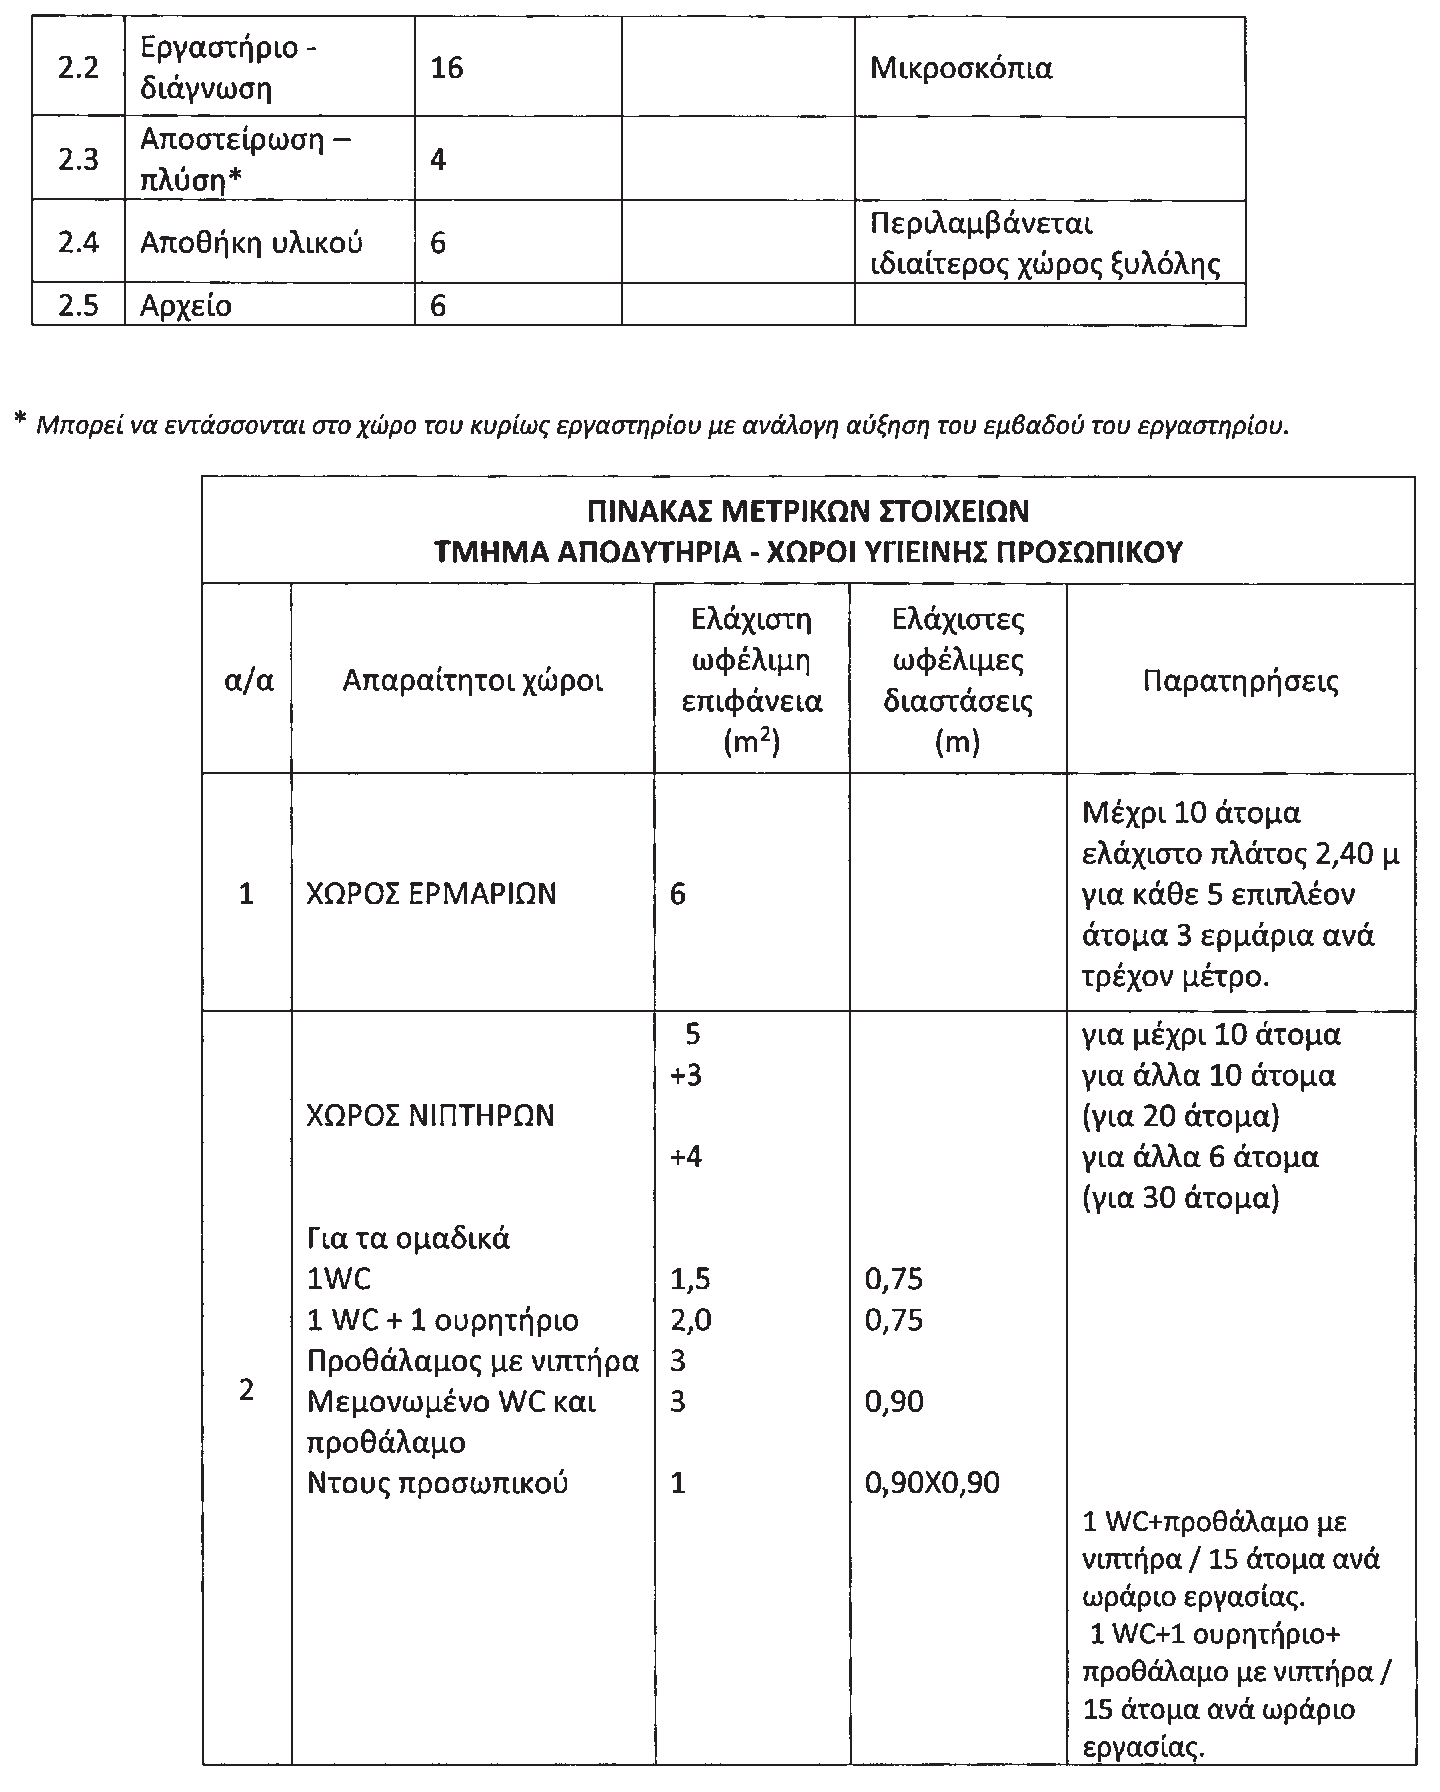 2.2 Εργαστήριο - 16 Μικροσκόπια
διάγνωση
2.3 Αποστείρωση – 4
πλύση*
2.4 Αποθήκη υλικού 6 Περιλαμβάνεται
ιδιαίτερος χώρος ξυλόλης
2.5 Αρχείο 6
* Μπορεί να εντάσσονται στο χώρο του κυρίως εργαστηρίου με ανάλογη αύξηση του εμβαδού του εργαστηρίου.
ΠΙΝΑΚΑΣ ΜΕΤΡΙΚΩΝ ΣΤΟΙΧΕΙΩΝ
ΤΜΗΜΑ ΑΠΟΔΥΤΗΡΙΑ - ΧΩΡΟΙ ΥΓΙΕΙΝΗΣ ΠΡΟΣΩΠΙΚΟΥ
α/α Απαραίτητοι χώροι Ελάχιστη ωφέλιμη επιφάνεια (m²) Ελάχιστες ωφέλιμες διαστάσεις (m) Παρατηρήσεις
1 ΧΩΡΟΣ ΕΡΜΑΡΙΩΝ 6
Μέχρι 10 άτομα
ελάχιστο πλάτος 2,40 μ
για κάθε 5 επιπλέον
άτομα 3 ερμάρια ανά
τρέχον μέτρο.
2
ΧΩΡΟΣ ΝΙΠΤΗΡΩΝ
5 για μέχρι 10 άτομα
+3 για άλλα 10 άτομα
(για 20 άτομα)
+4 για άλλα 6 άτομα
(για 30 άτομα)
Για τα ομαδικά
1WC 1,5 0,75
1 WC + 1 ουρητήριο 2,0 0,75
Προθάλαμος με νιπτήρα 3
Μεμονωμένο WC και 3 0,90
προθάλαμο
Ντους προσωπικού 1 0,90Χ0,90
1 WC+προθάλαμο με
νιπτήρα / 15 άτομα ανά
ωράριο εργασίας.
1 WC+1 ουρητήριο+
προθάλαμο με νιπτήρα /
15 άτομα ανά ωράριο
εργασίας.